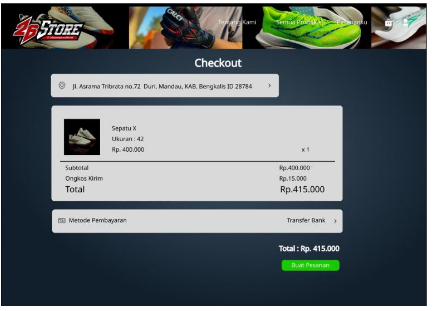 26 STORE
Tentang Kami
Semua Produk
Checkout
Jl. Asrama Tribrata no.72 Duri, Mandau, KAB, Bengkalis ID 28784 >
Sepatu X
Ukuran : 42
Rp. 400.000 x 1
Subtotal Rp.400.000
Ongkos Kirim Rp.15.000
Total Rp.415.000
Metode Pembayaran Transfer Bank >
Total : Rp. 415.000
Buat Pesanan